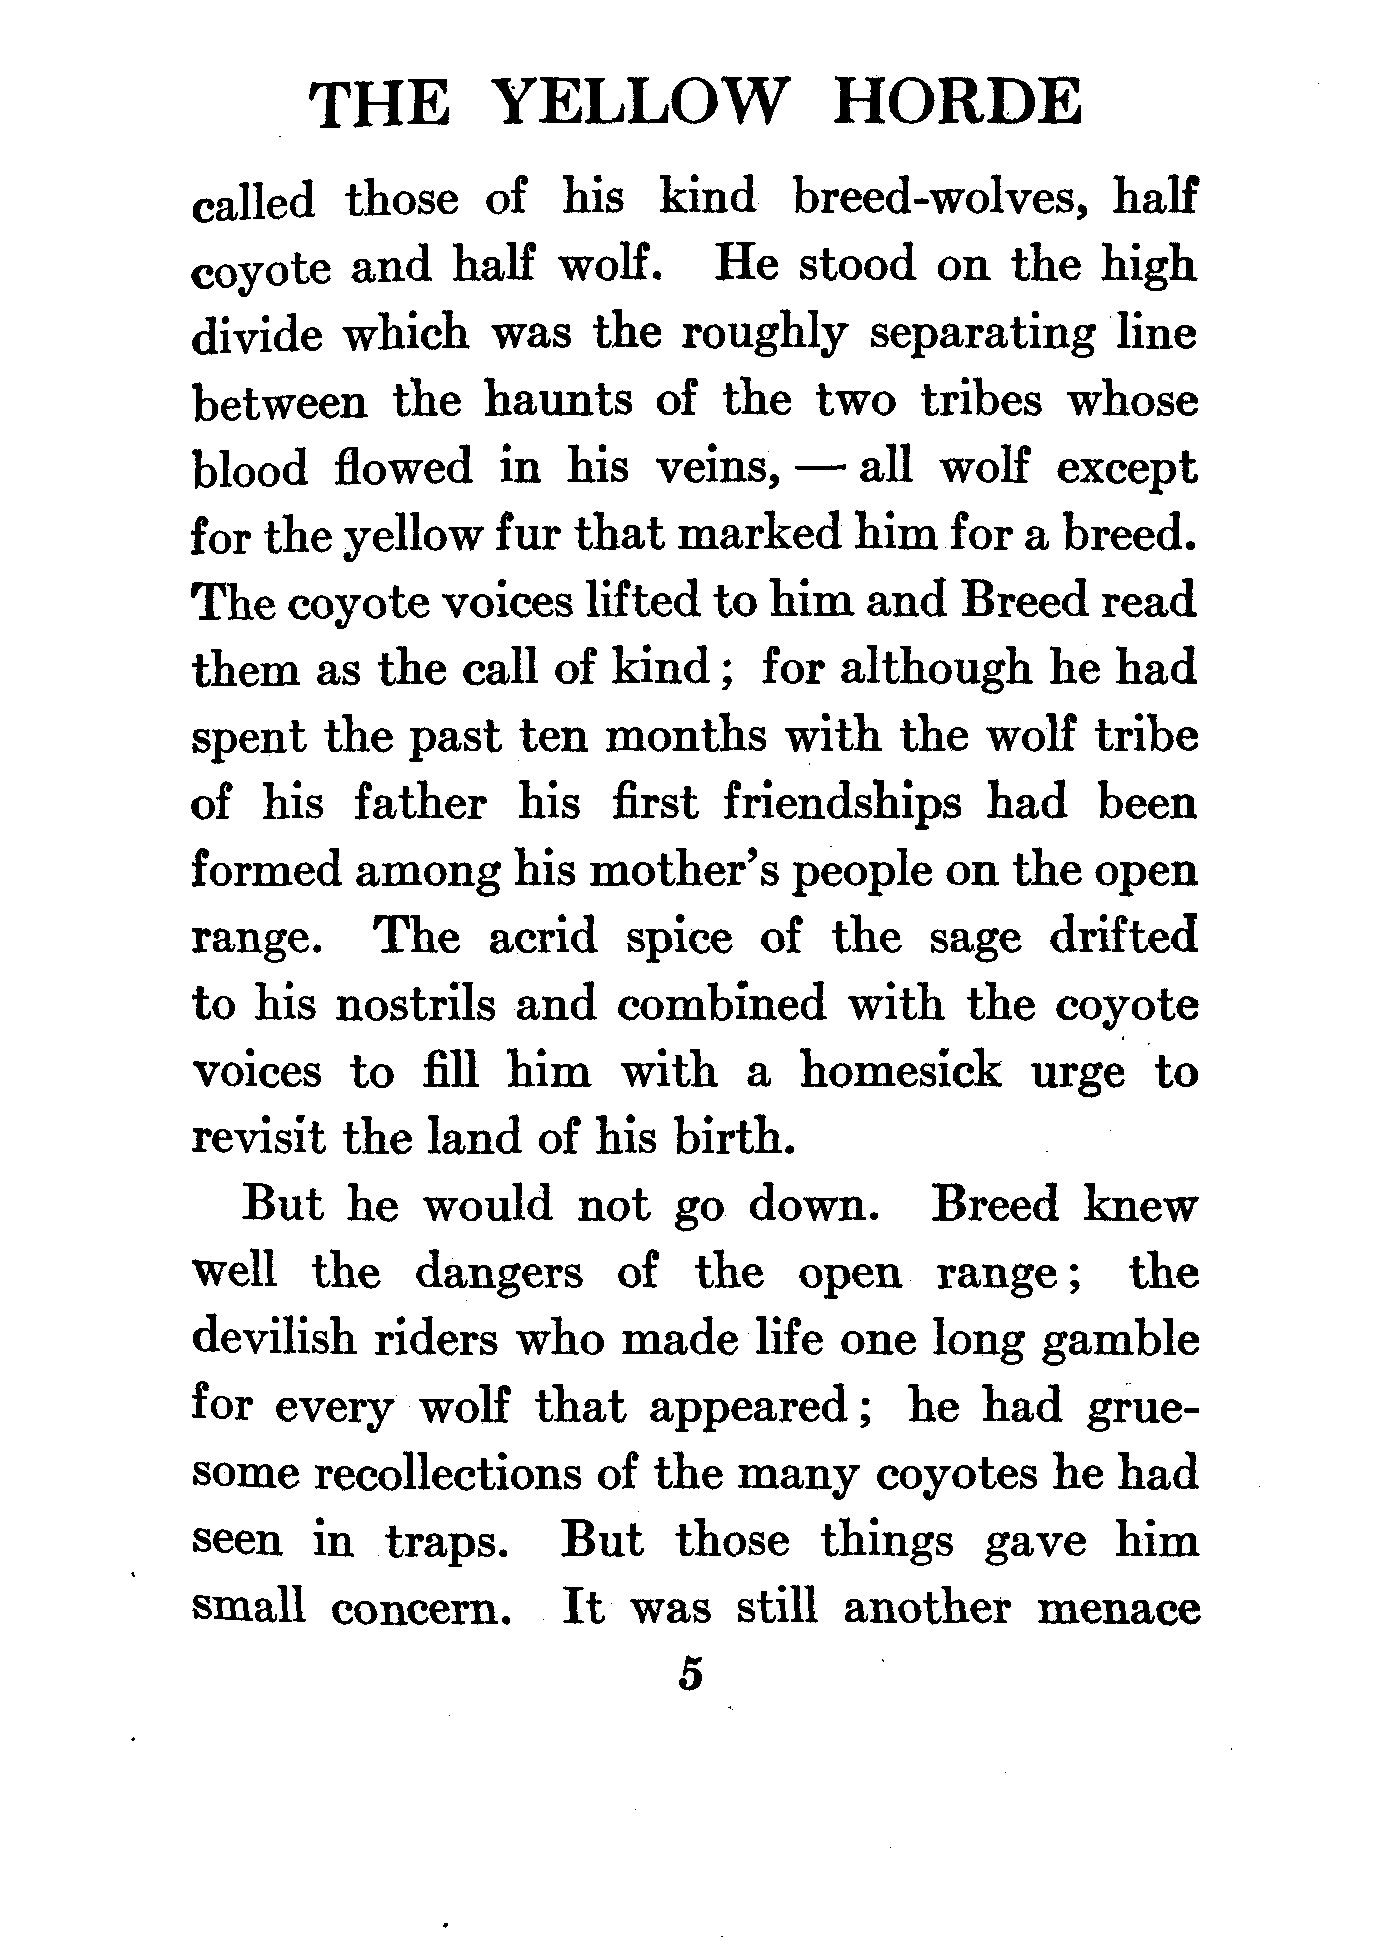 THE YELLOW HORDE
called those of his kind breed-wolves, half
coyote and half wolf. He stood on the high
divide which was the roughly separating line
between the haunts of the two tribes whose
blood flowed in his veins, — all wolf except
for the yellow fur that marked him for a breed.
The coyote voices lifted to him and Breed read
them as the call of kind ; for although he had
spent the past ten months with the wolf tribe
of his father his first friendships had been
formed among his mother's people on the open
range. The acrid spice of the sage drifted
to his nostrils and combined with the coyote
voices to fill him with a homesick urge to
revisit the land of his birth.
But he would not go down. Breed knew
well the dangers of the open range ; the
devilish riders who made life one long gamble
for every wolf that appeared ; he had grue-
some recollections of the many coyotes he had
seen in traps. But those things gave him
small concern. It was still another menace
5